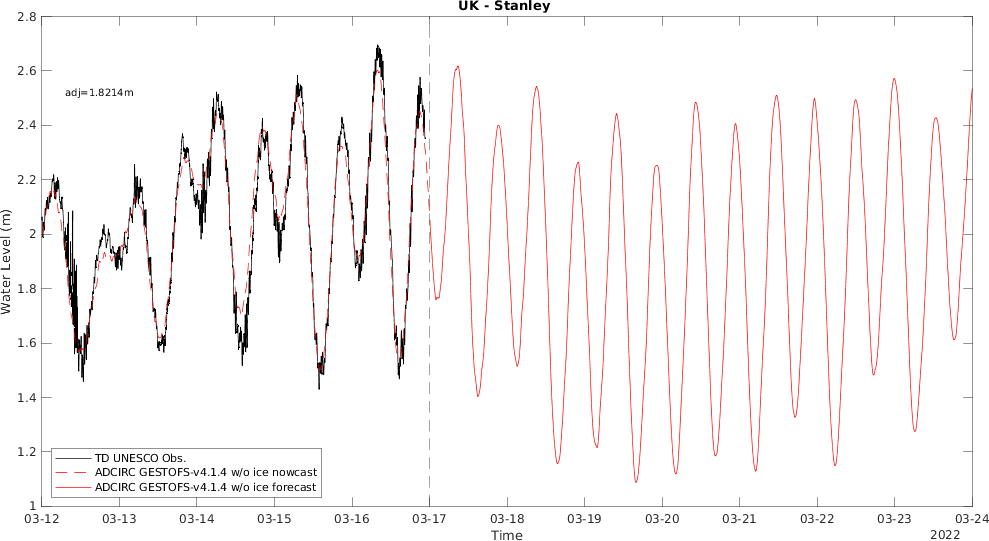 UK - Stanley
2.8
2.6
2.4
2.2
2
1.8
1.6
1.4
1.2
1
Water Level (m)
adj=1.8214m
TD UNESCO Obs.
ADCIRC GESTOFS-v4.1.4 w/o ice nowcast
ADCIRC GESTOFS-v4.1.4 w/o ice forecast
03-12 03-13 03-14 03-15 03-16 03-17 03-18 03-19 03-20 03-21 03-22 03-23 03-24
Time
2022